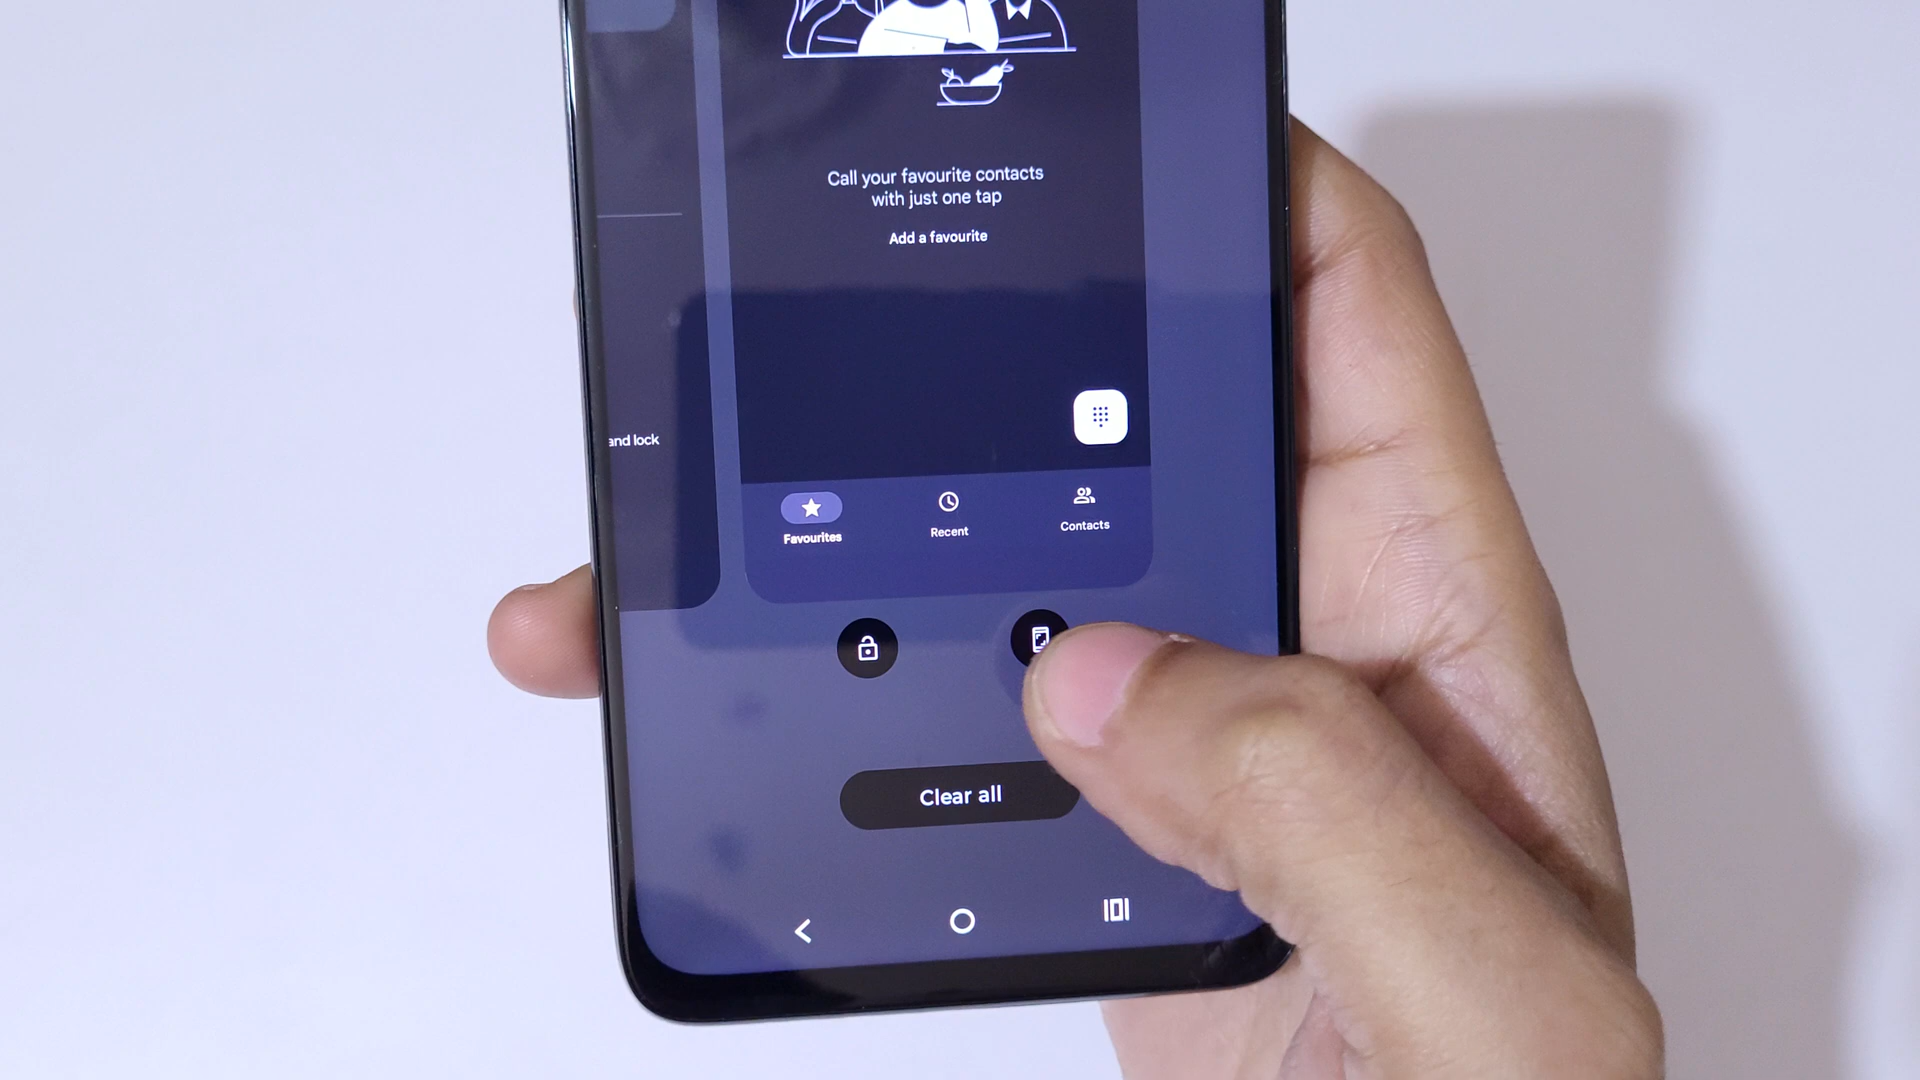 Call your favourite contacts
with just one tap
Add a favourite
and lock
Favourites
Recent
Contacts
Clear all